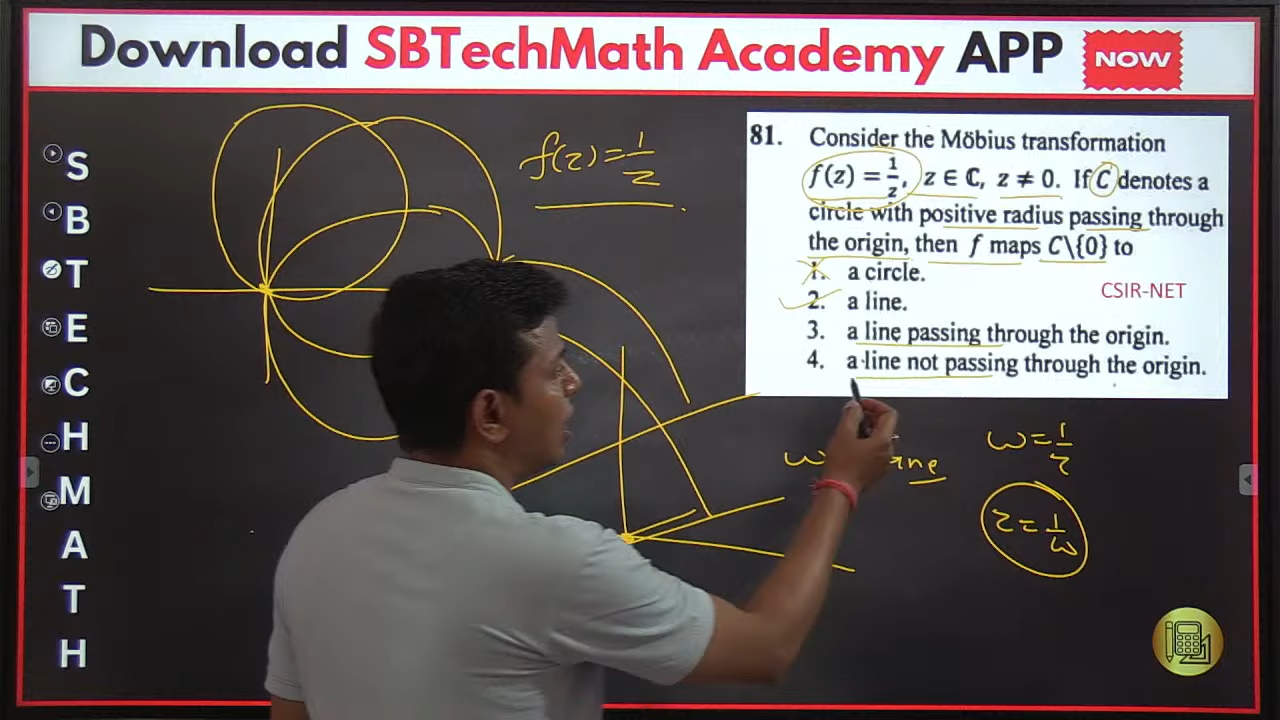 Download SBTechMath Academy APP NOW
S
B
T
E
C
H
M
A
T
H
f(z)=1/z
81. Consider the Möbius transformation
f(z) = 1/z, z ∈ ℂ, z ≠ 0. If C denotes a
circle with positive radius passing through
the origin, then f maps C\{0} to
1. a circle.
2. a line.
3. a line passing through the origin.
4. a line not passing through the origin.
CSIR-NET
ω=1/z
z=1/ω